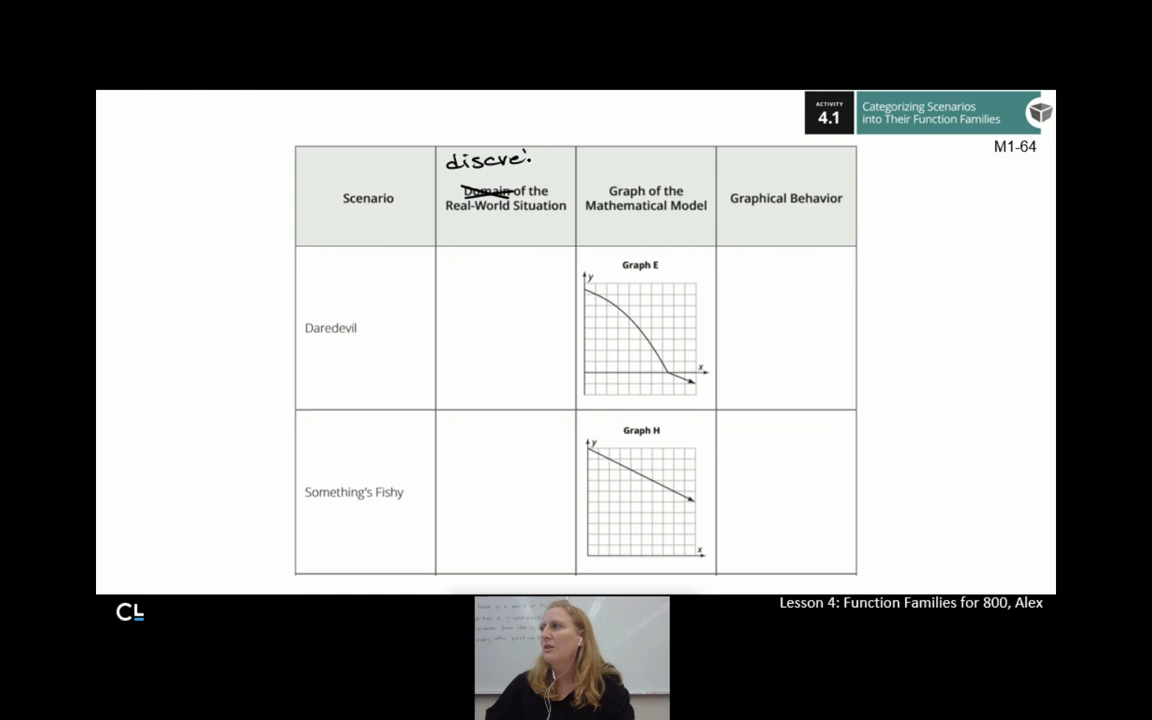 ACTIVITY
4.1
Categorizing Scenarios
into Their Function Families
M1-64
discre
Scenario
Domain of the
Real-World Situation
Graph of the
Mathematical Model
Graphical Behavior
Daredevil
Graph E
y
x
Something's Fishy
Graph H
y
x
CL
Lesson 4: Function Families for 800, Alex